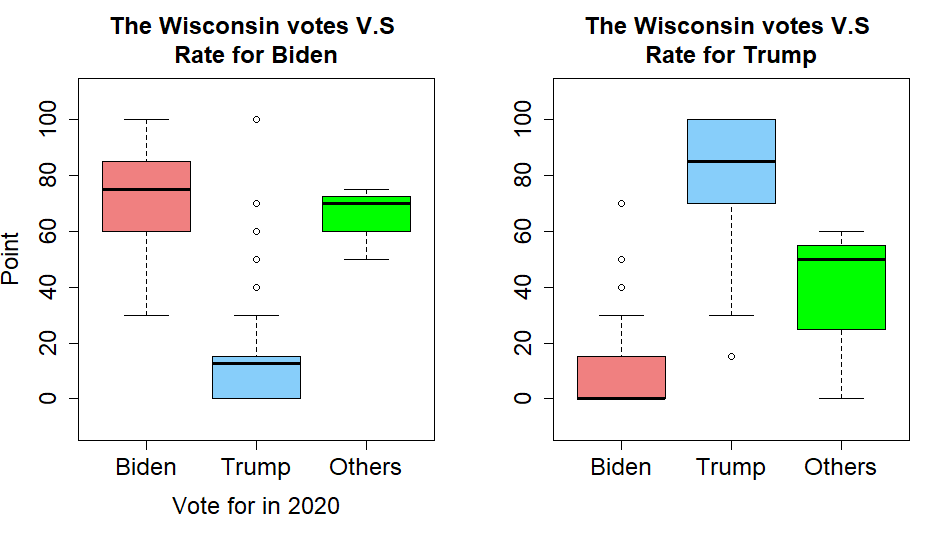 The Wisconsin votes V.S
Rate for Biden
Point
100
80
60
40
20
0
Biden Trump Others
Vote for in 2020
The Wisconsin votes V.S
Rate for Trump
100
80
60
40
20
0
Biden Trump Others